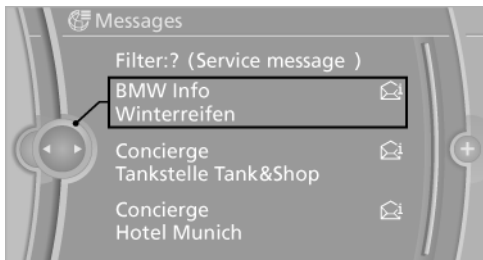 Messages
Filter:? (Service message )
BMW Info
Winterreifen
Concierge
Tankstelle Tank&Shop
Concierge
Hotel Munich